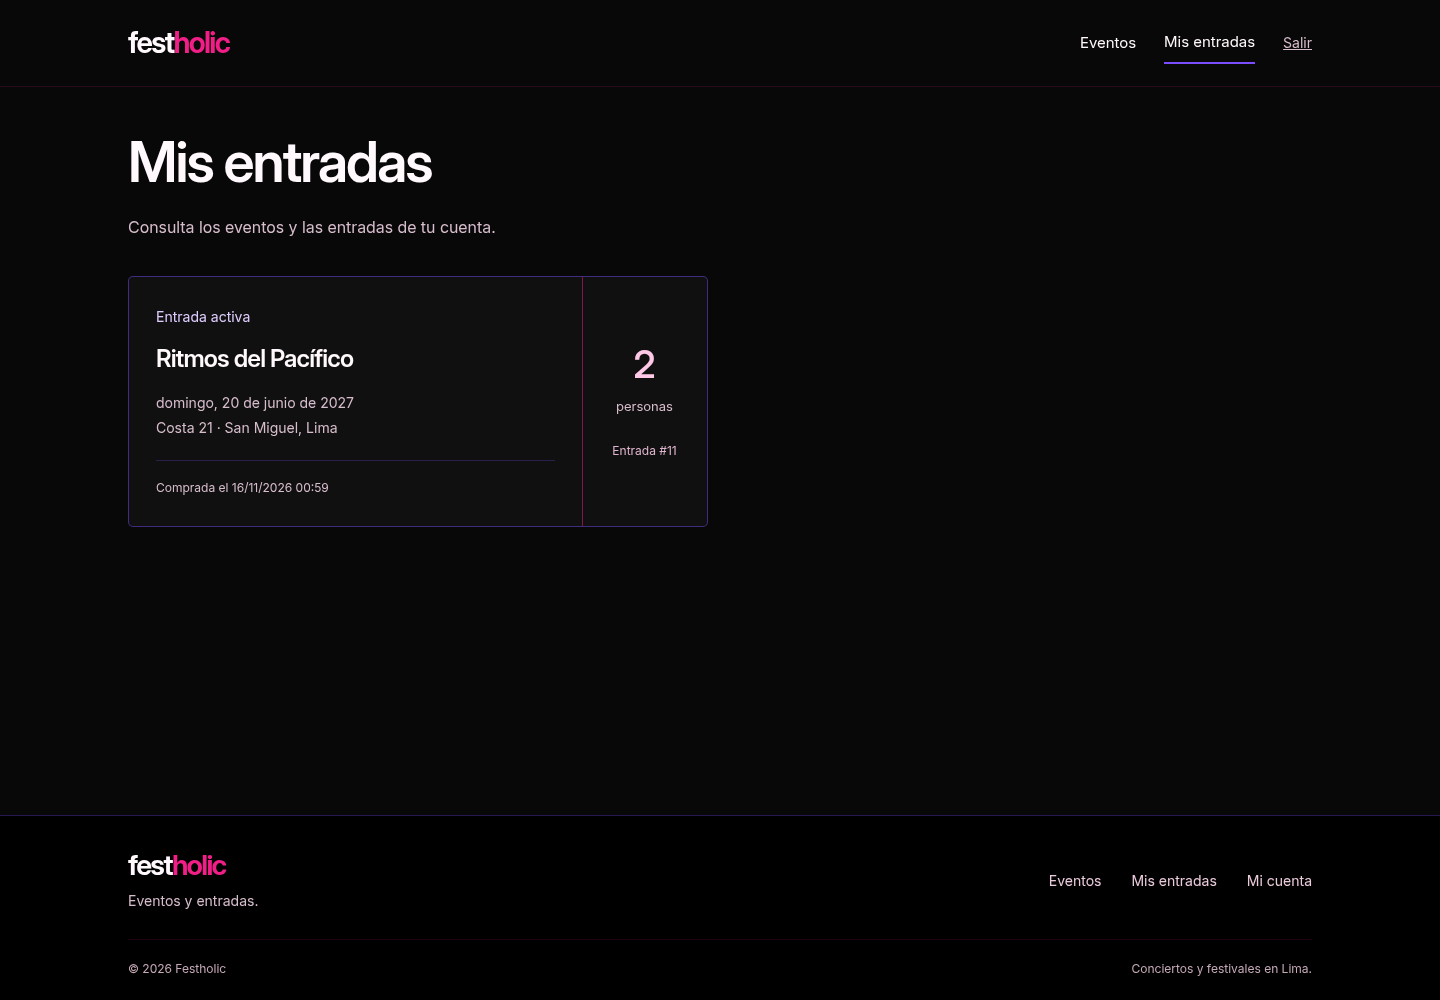 festholic
Eventos
Mis entradas
Salir
Mis entradas
Consulta los eventos y las entradas de tu cuenta.
Entrada activa
Ritmos del Pacífico
domingo, 20 de junio de 2027
Costa 21 · San Miguel, Lima
Comprada el 16/11/2026 00:59
2
personas
Entrada #11
festholic
Eventos y entradas.
Eventos
Mis entradas
Mi cuenta
© 2026 Festholic
Conciertos y festivales en Lima.